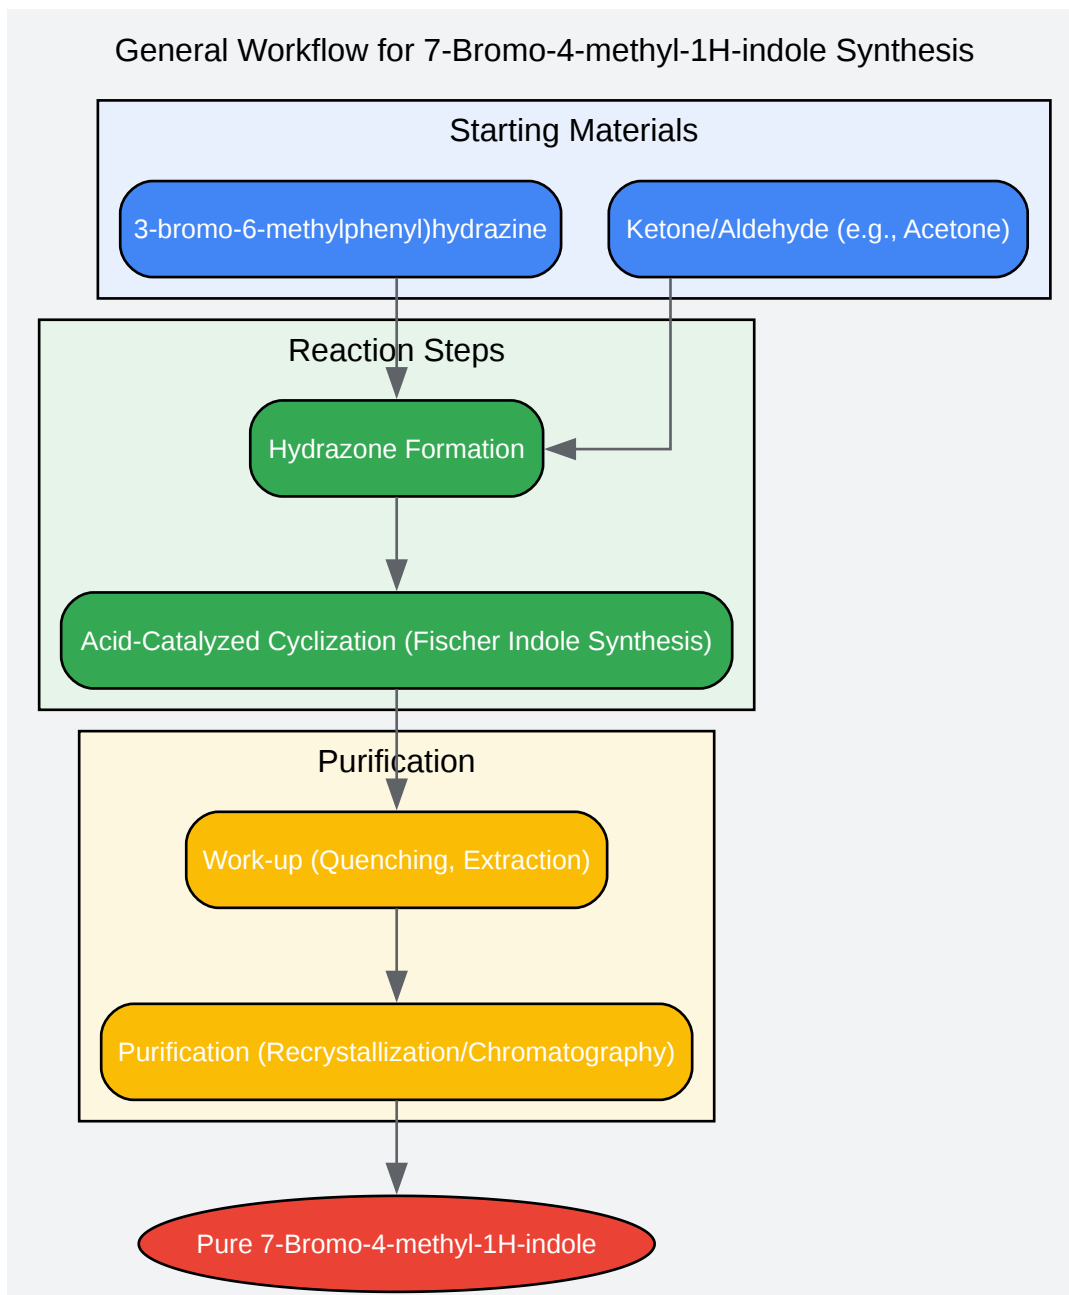 General Workflow for 7-Bromo-4-methyl-1H-indole Synthesis
Starting Materials
3-bromo-6-methylphenyl)hydrazine
Ketone/Aldehyde (e.g., Acetone)
Reaction Steps
Hydrazone Formation
Acid-Catalyzed Cyclization (Fischer Indole Synthesis)
Purification
Work-up (Quenching, Extraction)
Purification (Recrystallization/Chromatography)
Pure 7-Bromo-4-methyl-1H-indole